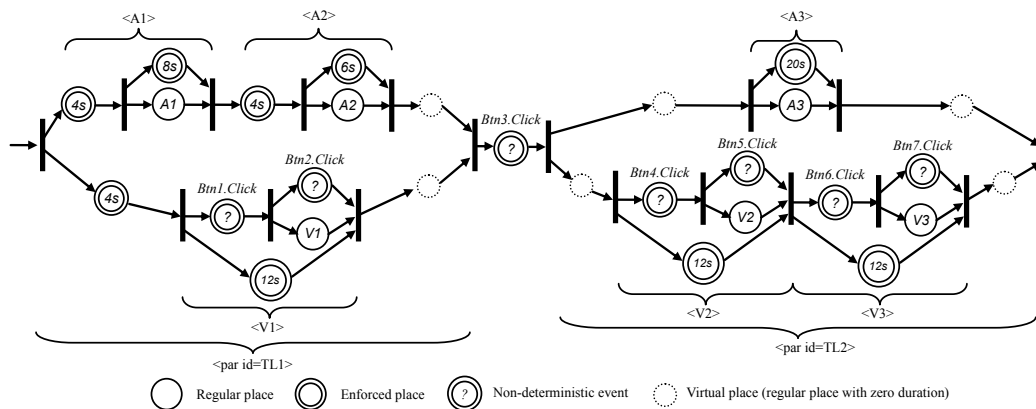 <A1>
<A2>
<A3>
8s
6s
20s
4s
A1
4s
A2
A3
Btn3.Click
?
Btn2.Click
Btn5.Click
Btn7.Click
Btn1.Click
?
Btn4.Click
?
Btn6.Click
?
4s
?
V1
?
V2
?
V3
12s
12s
12s
<V1>
<V2>
<V3>
<par id=TL1>
<par id=TL2>
Regular place
Enforced place
? Non-deterministic event
Virtual place (regular place with zero duration)